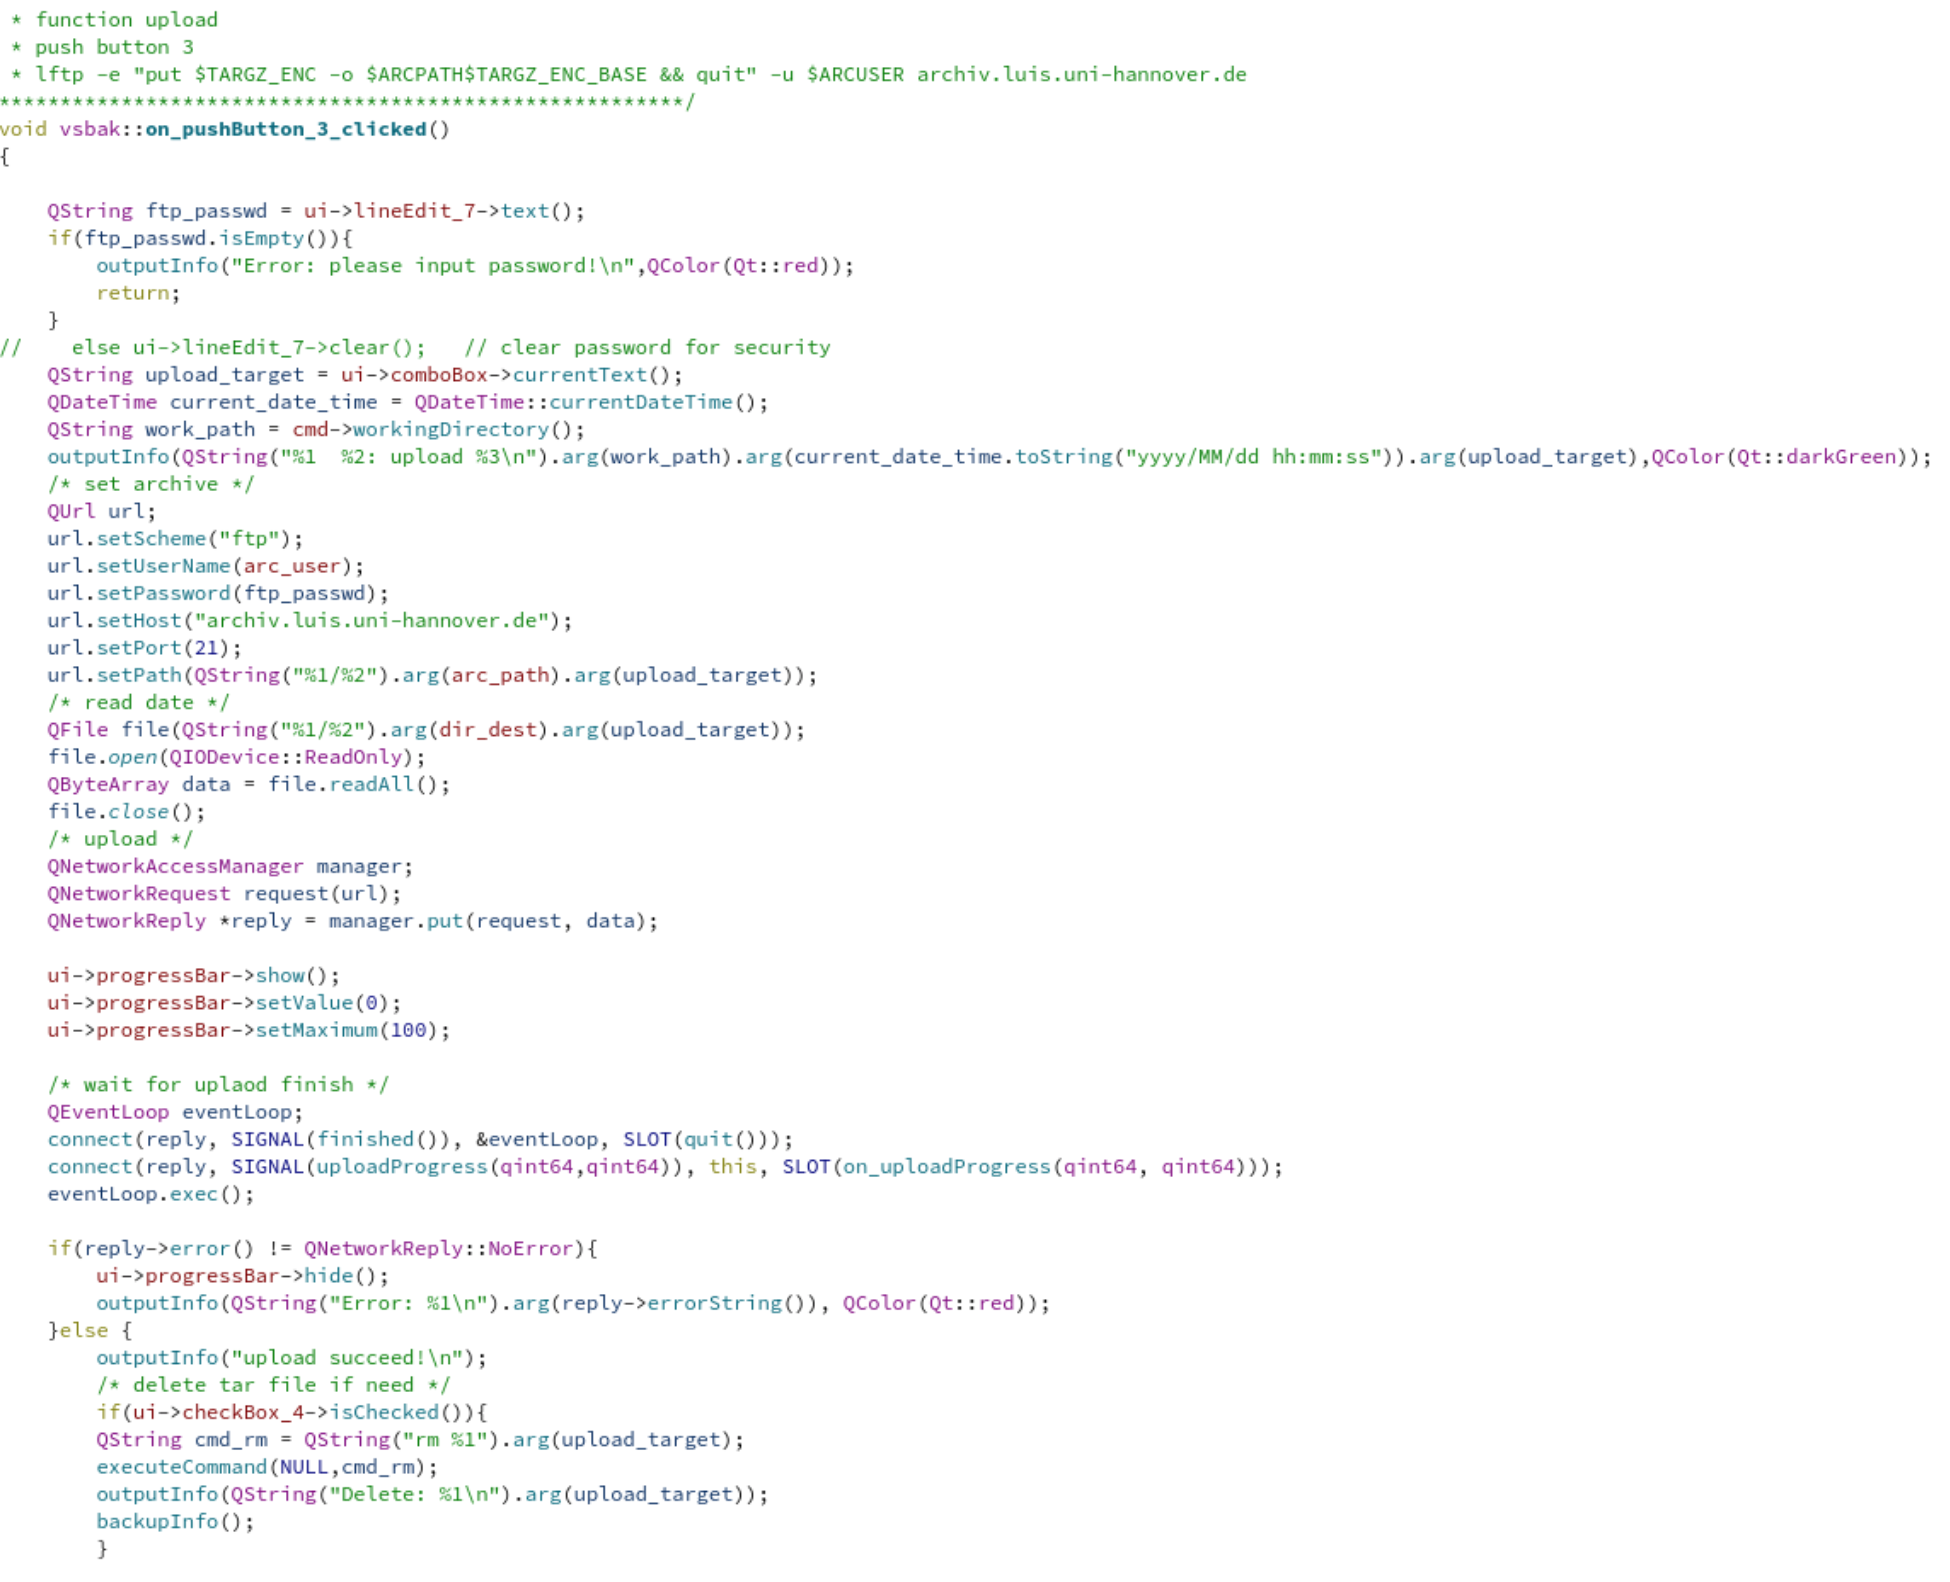 * function upload
* push button 3
* lftp -e "put $TARGZ_ENC -o $ARCPATH$TARGZ_ENC_BASE && quit" -u $ARCUSER archiv.luis.uni-hannover.de
********************************************************/
void vsbak::on_pushButton_3_clicked()
{
QString ftp_passwd = ui->lineEdit_7->text();
if(ftp_passwd.isEmpty()){
outputInfo("Error: please input password!\n",QColor(Qt::red));
return;
}
// else ui->lineEdit_7->clear(); // clear password for security
QString upload_target = ui->comboBox->currentText();
QDateTime current_date_time = QDateTime::currentDateTime();
QString work_path = cmd->workingDirectory();
outputInfo(QString("%1 %2: upload %3\n").arg(work_path).arg(current_date_time.toString("yyyy/MM/dd hh:mm:ss")).arg(upload_target),QColor(Qt::darkGreen));
/* set archive */
QUrl url;
url.setScheme("ftp");
url.setUserName(arc_user);
url.setPassword(ftp_passwd);
url.setHost("archiv.luis.uni-hannover.de");
url.setPort(21);
url.setPath(QString("%1/%2").arg(arc_path).arg(upload_target));
/* read date */
QFile file(QString("%1/%2").arg(dir_dest).arg(upload_target));
file.open(QIODevice::ReadOnly);
QByteArray data = file.readAll();
file.close();
/* upload */
QNetworkAccessManager manager;
QNetworkRequest request(url);
QNetworkReply *reply = manager.put(request, data);
ui->progressBar->show();
ui->progressBar->setValue(0);
ui->progressBar->setMaximum(100);
/* wait for uplaod finish */
QEventLoop eventLoop;
connect(reply, SIGNAL(finished()), &eventLoop, SLOT(quit()));
connect(reply, SIGNAL(uploadProgress(qint64,qint64)), this, SLOT(on_uploadProgress(qint64, qint64)));
eventLoop.exec();
if(reply->error() != QNetworkReply::NoError){
ui->progressBar->hide();
outputInfo(QString("Error: %1\n").arg(reply->errorString()), QColor(Qt::red));
}else {
outputInfo("upload succeed!\n");
/* delete tar file if need */
if(ui->checkBox_4->isChecked()){
QString cmd_rm = QString("rm %1").arg(upload_target);
executeCommand(NULL,cmd_rm);
outputInfo(QString("Delete: %1\n").arg(upload_target));
backupInfo();
}